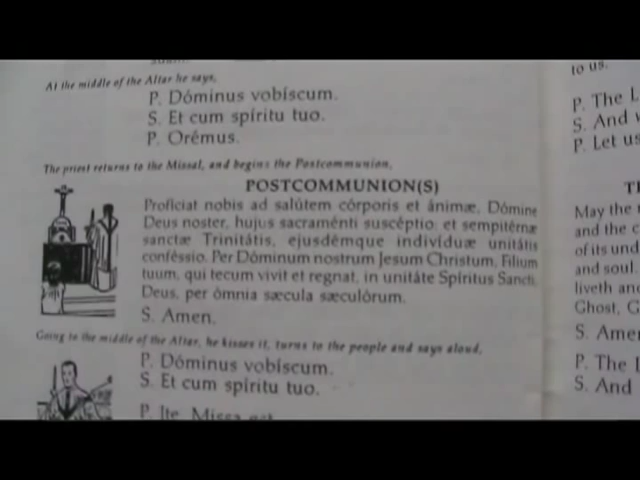 At the middle of the Altar he says,
P. Dóminus vobíscum.
S. Et cum spíritu tuo.
P. Orémus.
The priest returns to the Missal, and begins the Postcommunion,
POSTCOMMUNION(S)
Profíciat nobis ad salútem córporis et ánimæ, Dómine
Deus noster, hujus sacraménti suscéptio: et sempitérnæ
sanctæ Trinitátis, ejusdémque indivíduæ unitátis
conféssio. Per Dóminum nostrum Jesum Christum, Fílium
tuum, qui tecum vivit et regnat, in unitáte Spíritus Sancti,
Deus, per ómnia sæcula sæculórum.
S. Amen.
Going to the middle of the Altar, he kisses it, turns to the people and says aloud,
P. Dóminus vobíscum.
S. Et cum spíritu tuo.
P. Ite, Missa est.
to us.
P. The L
S. And w
P. Let us
May the
and the c
of its und
and soul
liveth and
Ghost, G
S. Amen
P. The L
S. And